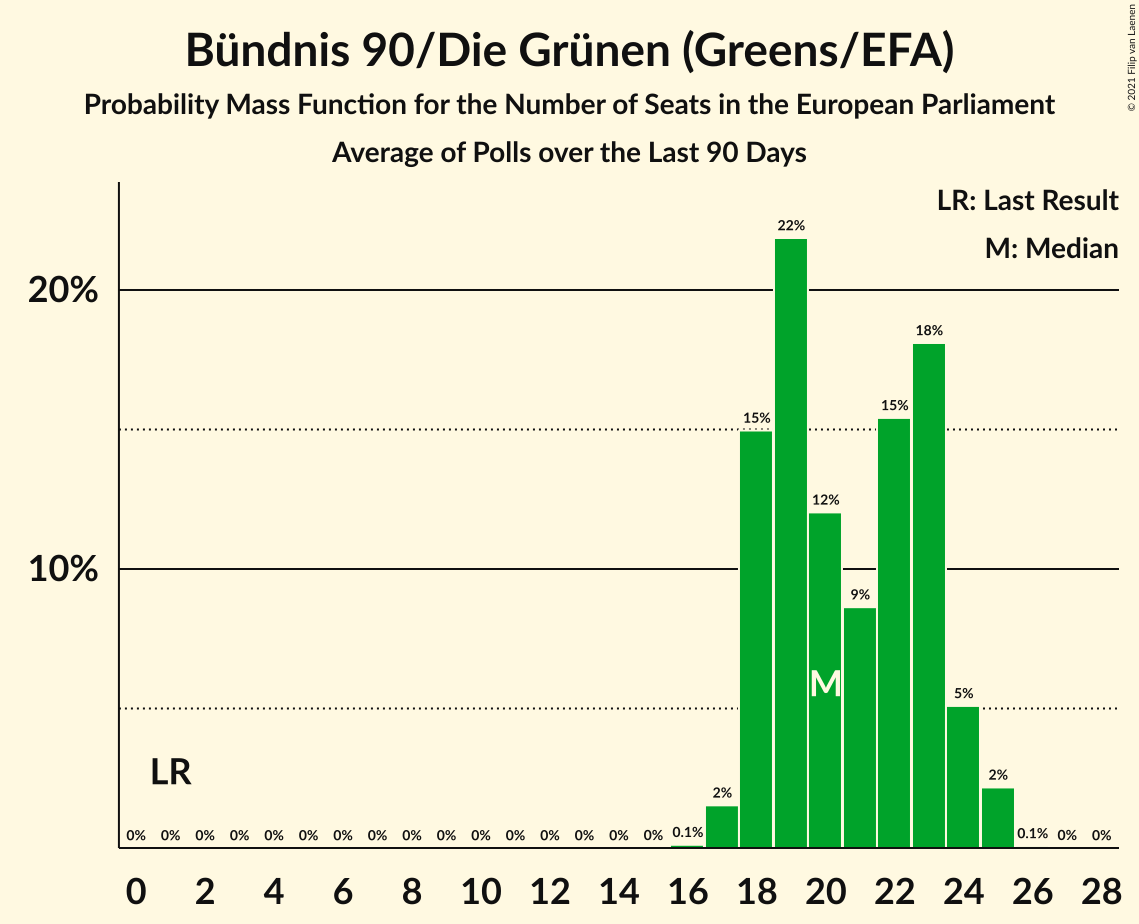 Bündnis 90/Die Grünen (Greens/EFA)
Probability Mass Function for the Number of Seats in the European Parliament
Average of Polls over the Last 90 Days
© 2021 Filip van Laenen
LR: Last Result
M: Median
22%
20%
18%
15%
15%
12%
10%
9%
M
5%
LR
2%
2%
0% 0% 0% 0% 0% 0% 0% 0% 0% 0% 0% 0% 0% 0% 0% 0% 0.1% 0.1% 0% 0%
0 2 4 6 8 10 12 14 16 18 20 22 24 26 28